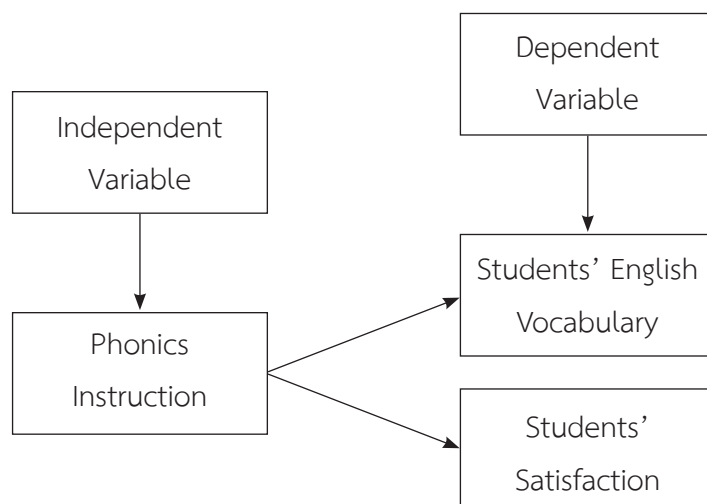 Dependent
Variable
Independent
Variable
Students’ English
Vocabulary
Phonics
Instruction
Students’
Satisfaction